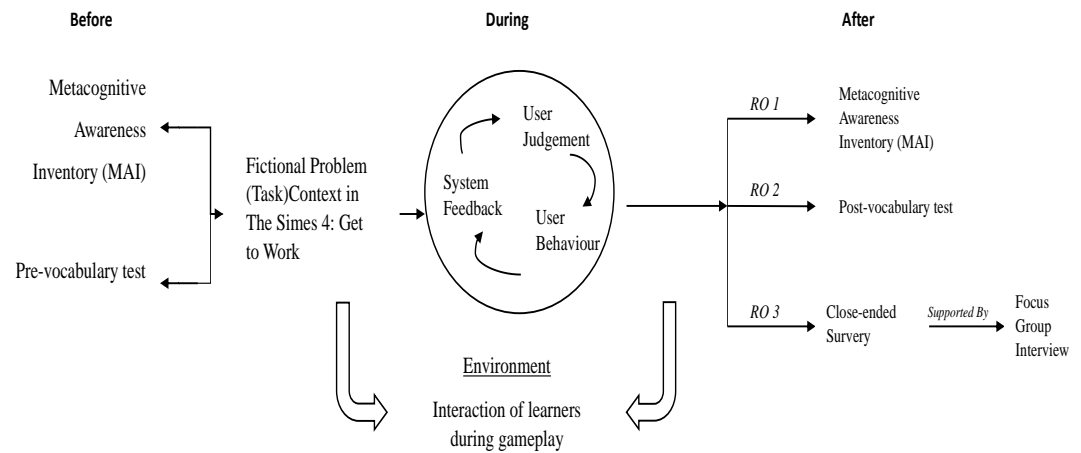 Before
During
After
Metacognitive
Awareness
Inventory (MAI)
Pre-vocabulary test
Fictional Problem
(Task)Context in
The Simes 4: Get
to Work
User
Judgement
System
Feedback
User
Behaviour
Environment
Interaction of learners
during gameplay
RO 1
Metacognitive
Awareness
Inventory (MAI)
RO 2
Post-vocabulary test
RO 3
Close-ended
Survery
Supported By
Focus
Group
Interview